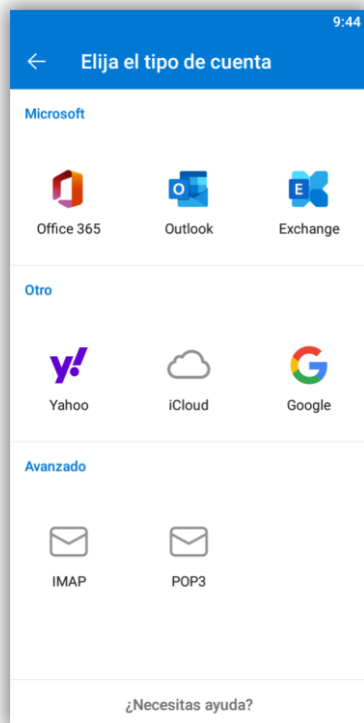 9:44
Elija el tipo de cuenta
Microsoft
Office 365
Outlook
Exchange
Otro
Yahoo
iCloud
Google
Avanzado
IMAP
POP3
¿Necesitas ayuda?